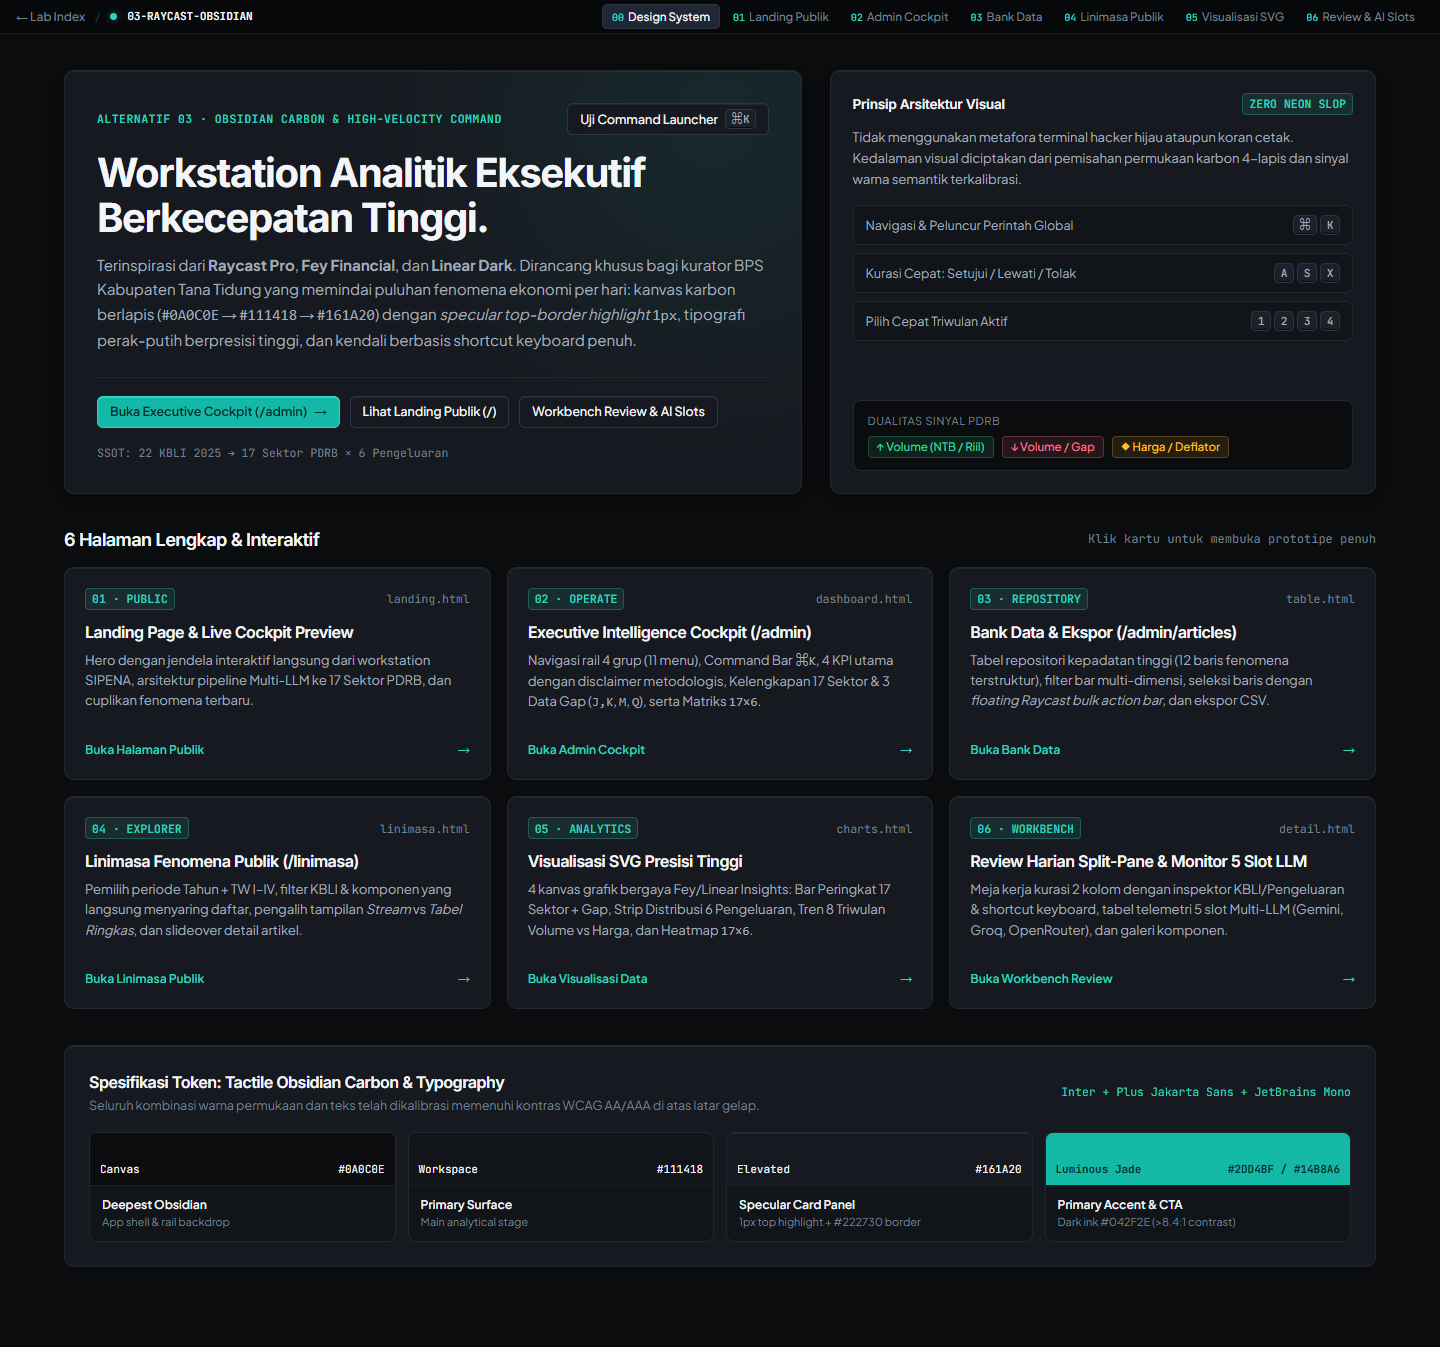 ← Lab Index / 03-RAYCAST-OBSIDIAN
00 Design System 01 Landing Publik 02 Admin Cockpit 03 Bank Data 04 Linimasa Publik 05 Visualisasi SVG 06 Review & AI Slots
ALTERNATIF 03 · OBSIDIAN CARBON & HIGH-VELOCITY COMMAND
Uji Command Launcher ⌘K
Workstation Analitik Eksekutif
Berkecepatan Tinggi.
Terinspirasi dari Raycast Pro, Fey Financial, dan Linear Dark. Dirancang khusus bagi kurator BPS
Kabupaten Tana Tidung yang memindai puluhan fenomena ekonomi per hari: kanvas karbon
berlapis (#0A0C0E → #111418 → #161A20) dengan specular top-border highlight 1px, tipografi
perak-putih berpresisi tinggi, dan kendali berbasis shortcut keyboard penuh.
Buka Executive Cockpit (/admin) →
Lihat Landing Publik (/)
Workbench Review & AI Slots
SSOT: 22 KBLI 2025 → 17 Sektor PDRB × 6 Pengeluaran
Prinsip Arsitektur Visual
ZERO NEON SLOP
Tidak menggunakan metafora terminal hacker hijau ataupun koran cetak.
Kedalaman visual diciptakan dari pemisahan permukaan karbon 4-lapis dan sinyal
warna semantik terkalibrasi.
Navigasi & Peluncur Perintah Global ⌘ K
Kurasi Cepat: Setujui / Lewati / Tolak A S X
Pilih Cepat Triwulan Aktif 1 2 3 4
DUALITAS SINYAL PDRB
↑ Volume (NTB / Riil) ↓ Volume / Gap ◆ Harga / Deflator
6 Halaman Lengkap & Interaktif
Klik kartu untuk membuka prototipe penuh
01 · PUBLIC landing.html
Landing Page & Live Cockpit Preview
Hero dengan jendela interaktif langsung dari workstation
SIPENA, arsitektur pipeline Multi-LLM ke 17 Sektor PDRB, dan
cuplikan fenomena terbaru.
Buka Halaman Publik →
02 · OPERATE dashboard.html
Executive Intelligence Cockpit (/admin)
Navigasi rail 4 grup (11 menu), Command Bar ⌘K, 4 KPI utama
dengan disclaimer metodologis, Kelengkapan 17 Sektor & 3
Data Gap (J, K, M, Q), serta Matriks 17×6.
Buka Admin Cockpit →
03 · REPOSITORY table.html
Bank Data & Ekspor (/admin/articles)
Tabel repositori kepadatan tinggi (12 baris fenomena
terstruktur), filter bar multi-dimensi, seleksi baris dengan
floating Raycast bulk action bar, dan ekspor CSV.
Buka Bank Data →
04 · EXPLORER linimasa.html
Linimasa Fenomena Publik (/linimasa)
Pemilih periode Tahun + TW I–IV, filter KBLI & komponen yang
langsung menyaring daftar, pengalih tampilan Stream vs Tabel
Ringkas, dan slideover detail artikel.
Buka Linimasa Publik →
05 · ANALYTICS charts.html
Visualisasi SVG Presisi Tinggi
4 kanvas grafik bergaya Fey/Linear Insights: Bar Peringkat 17
Sektor + Gap, Strip Distribusi 6 Pengeluaran, Tren 8 Triwulan
Volume vs Harga, dan Heatmap 17×6.
Buka Visualisasi Data →
06 · WORKBENCH detail.html
Review Harian Split-Pane & Monitor 5 Slot LLM
Meja kerja kurasi 2 kolom dengan inspektor KBLI/Pengeluaran
& shortcut keyboard, tabel telemetri 5 slot Multi-LLM (Gemini,
Groq, OpenRouter), dan galeri komponen.
Buka Workbench Review →
Spesifikasi Token: Tactile Obsidian Carbon & Typography
Seluruh kombinasi warna permukaan dan teks telah dikalibrasi memenuhi kontras WCAG AA/AAA di atas latar gelap.
Inter + Plus Jakarta Sans + JetBrains Mono
Canvas #0A0C0E
Deepest Obsidian
App shell & rail backdrop
Workspace #111418
Primary Surface
Main analytical stage
Elevated #161A20
Specular Card Panel
1px top highlight + #222730 border
Luminous Jade #2DD4BF / #14B8A6
Primary Accent & CTA
Dark ink #042F2E (>8.4:1 contrast)